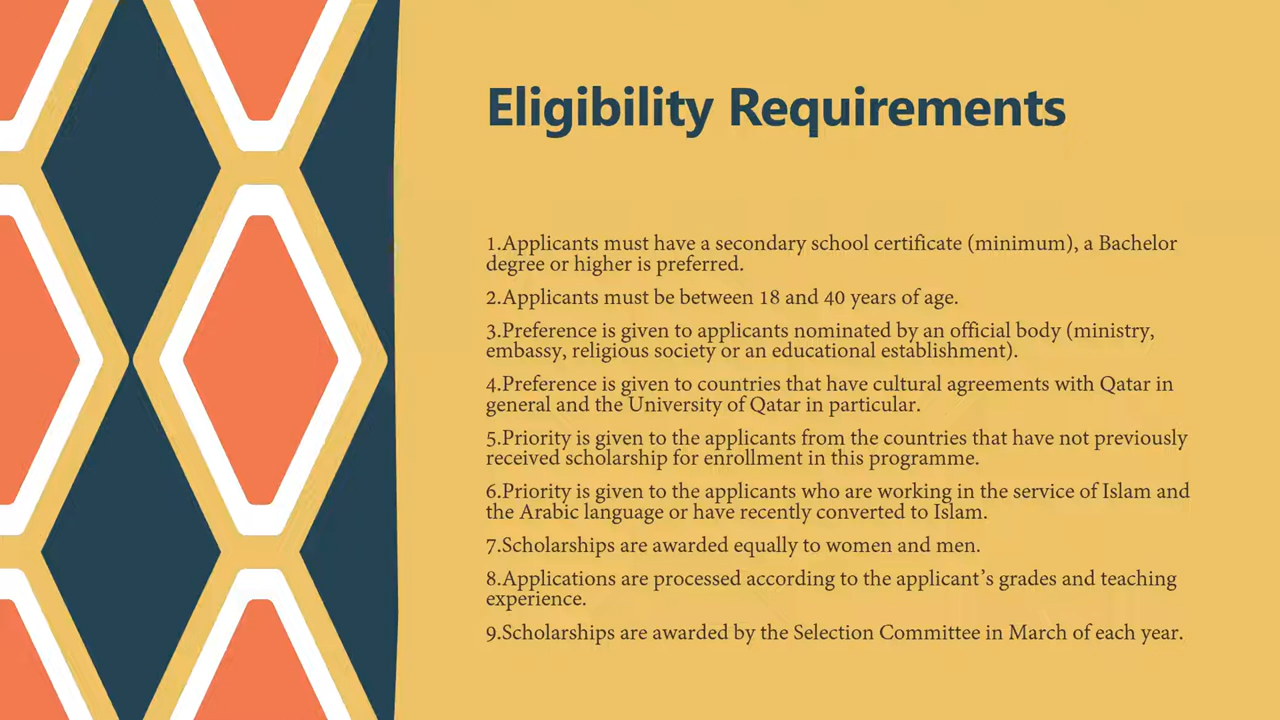 Eligibility Requirements
1.Applicants must have a secondary school certificate (minimum), a Bachelor
degree or higher is preferred.
2.Applicants must be between 18 and 40 years of age.
3.Preference is given to applicants nominated by an official body (ministry,
embassy, religious society or an educational establishment).
4.Preference is given to countries that have cultural agreements with Qatar in
general and the University of Qatar in particular.
5.Priority is given to the applicants from the countries that have not previously
received scholarship for enrollment in this programme.
6.Priority is given to the applicants who are working in the service of Islam and
the Arabic language or have recently converted to Islam.
7.Scholarships are awarded equally to women and men.
8.Applications are processed according to the applicant’s grades and teaching
experience.
9.Scholarships are awarded by the Selection Committee in March of each year.